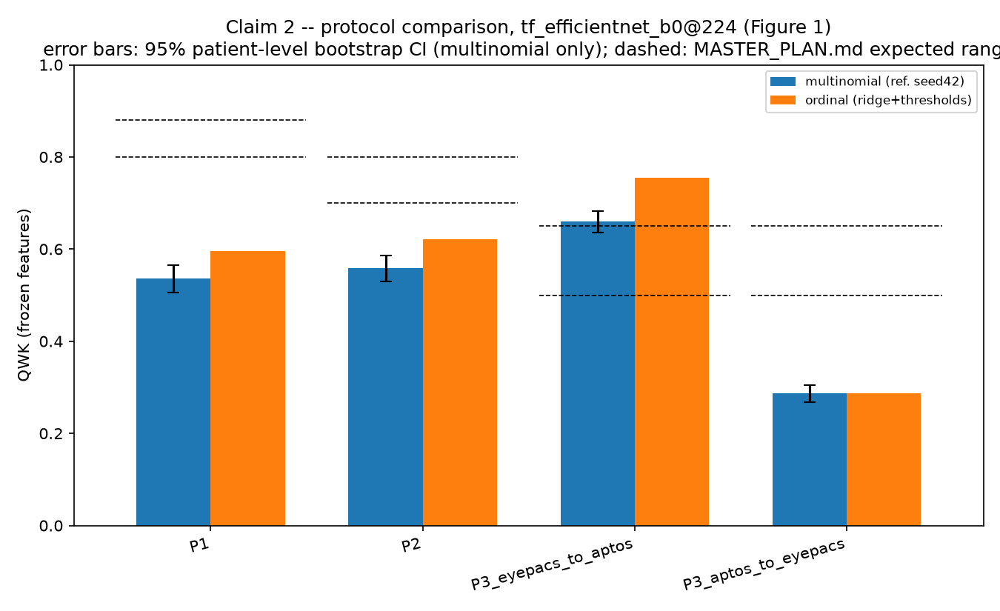 Claim 2 -- protocol comparison, tf_efficientnet_b0@224 (Figure 1)
error bars: 95% patient-level bootstrap CI (multinomial only); dashed: MASTER_PLAN.md expected rang
multinomial (ref. seed42)
ordinal (ridge+thresholds)
QWK (frozen features)
1.0
0.8
0.6
0.4
0.2
0.0
P1
P2
P3_eyepacs_to_aptos
P3_aptos_to_eyepacs